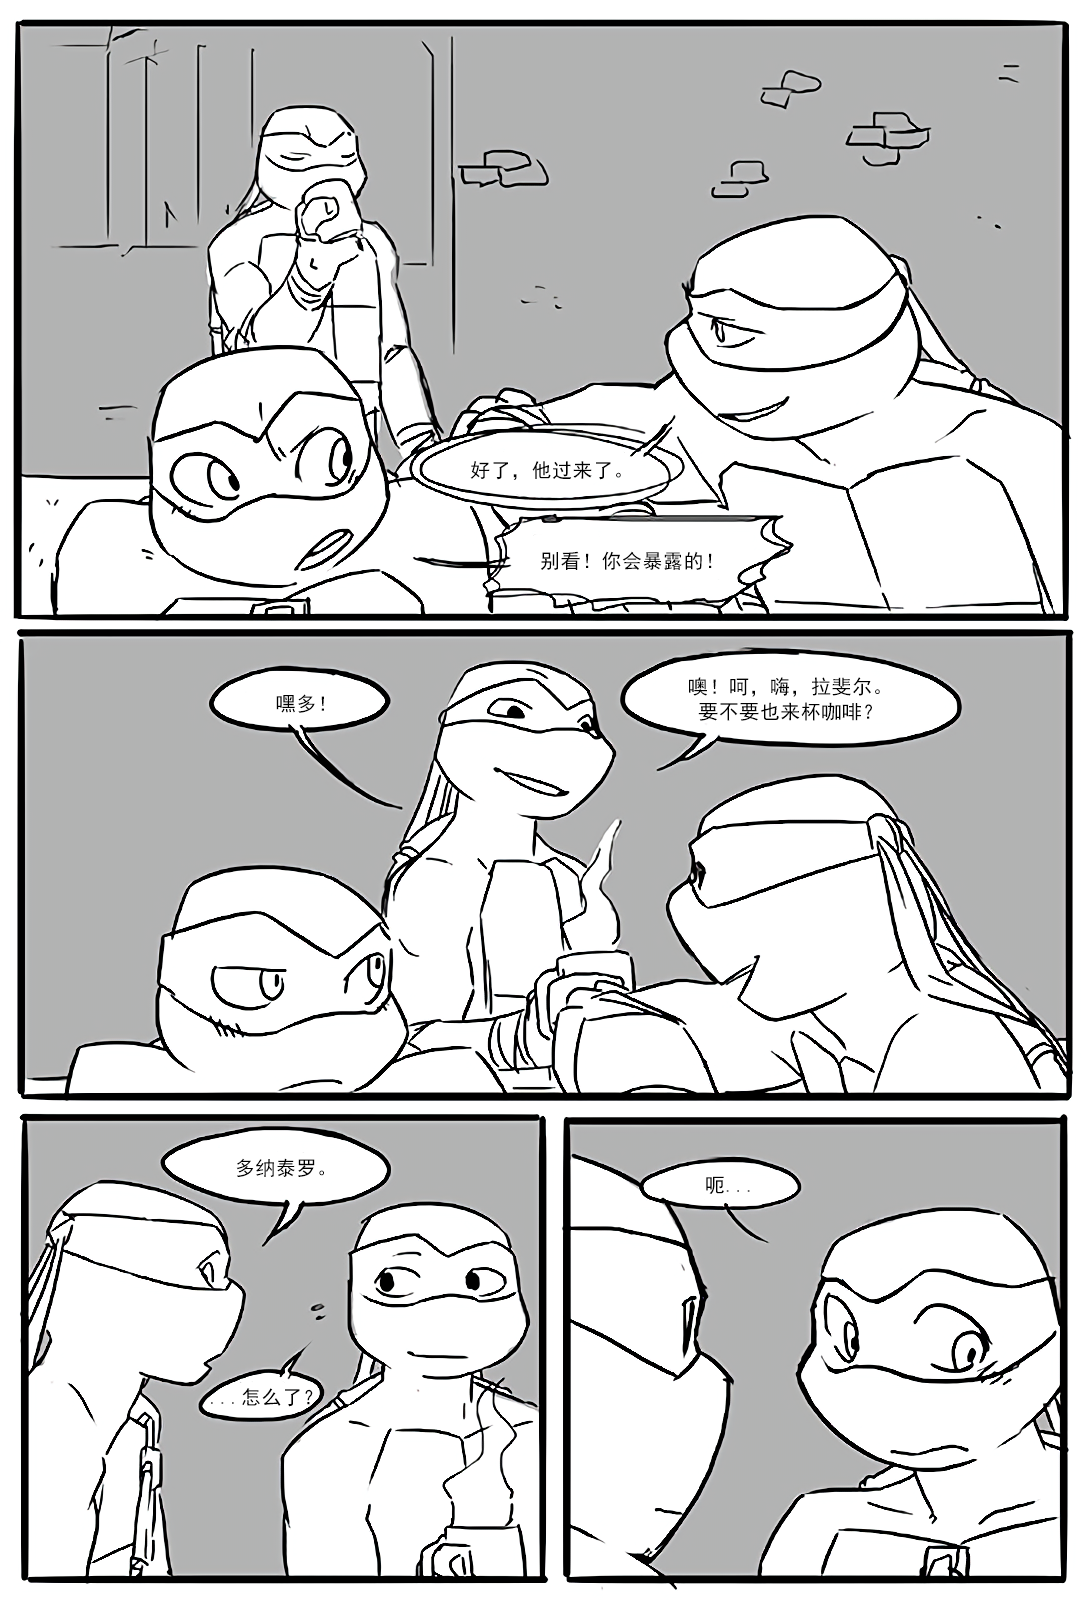 好了，他过来了。
别看！你会暴露的！
嘿多！
噢！呵，嗨，拉斐尔。
要不要也来杯咖啡？
多纳泰罗。
...怎么了？
呃...